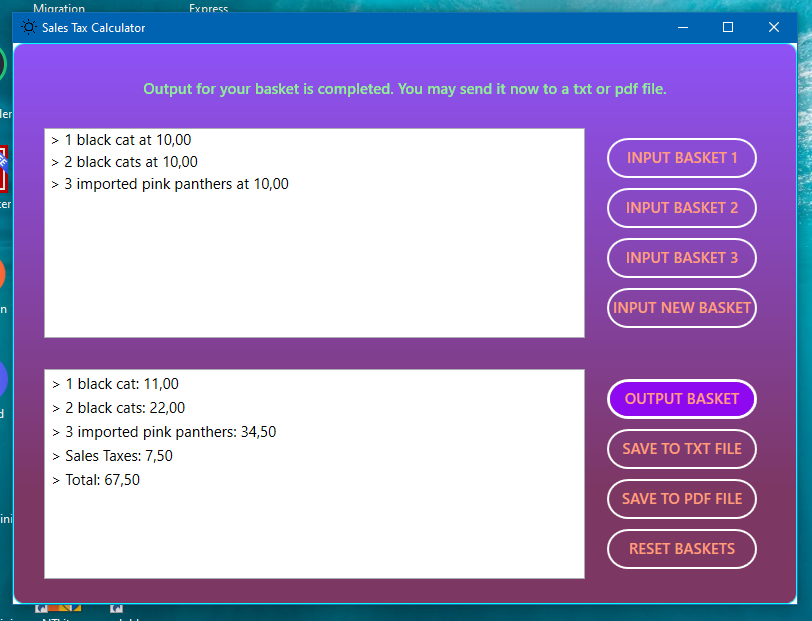 Migration
Express
Sales Tax Calculator
Output for your basket is completed. You may send it now to a txt or pdf file.
> 1 black cat at 10,00
> 2 black cats at 10,00
> 3 imported pink panthers at 10,00
INPUT BASKET 1
INPUT BASKET 2
INPUT BASKET 3
INPUT NEW BASKET
> 1 black cat: 11,00
> 2 black cats: 22,00
> 3 imported pink panthers: 34,50
> Sales Taxes: 7,50
> Total: 67,50
OUTPUT BASKET
SAVE TO TXT FILE
SAVE TO PDF FILE
RESET BASKETS